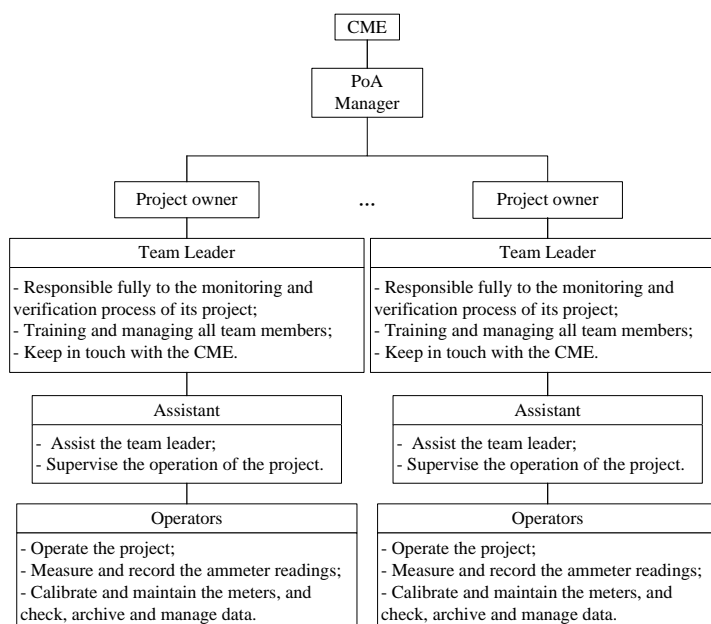 CME
PoA
Manager
Project owner
...
Project owner
Team Leader
- Responsible fully to the monitoring and
verification process of its project;
- Training and managing all team members;
- Keep in touch with the CME.
Team Leader
- Responsible fully to the monitoring and
verification process of its project;
- Training and managing all team members;
- Keep in touch with the CME.
Assistant
- Assist the team leader;
- Supervise the operation of the project.
Assistant
- Assist the team leader;
- Supervise the operation of the project.
Operators
- Operate the project;
- Measure and record the ammeter readings;
- Calibrate and maintain the meters, and
check, archive and manage data.
Operators
- Operate the project;
- Measure and record the ammeter readings;
- Calibrate and maintain the meters, and
check, archive and manage data.